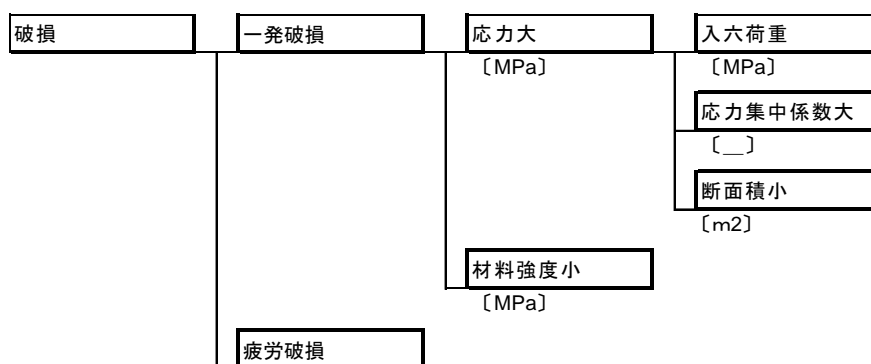 破損
一発破損
応力大
入六荷重
〔MPa〕
〔MPa〕
応力集中係数大
〔__〕
断面積小
〔m2〕
材料強度小
〔MPa〕
疲労破損